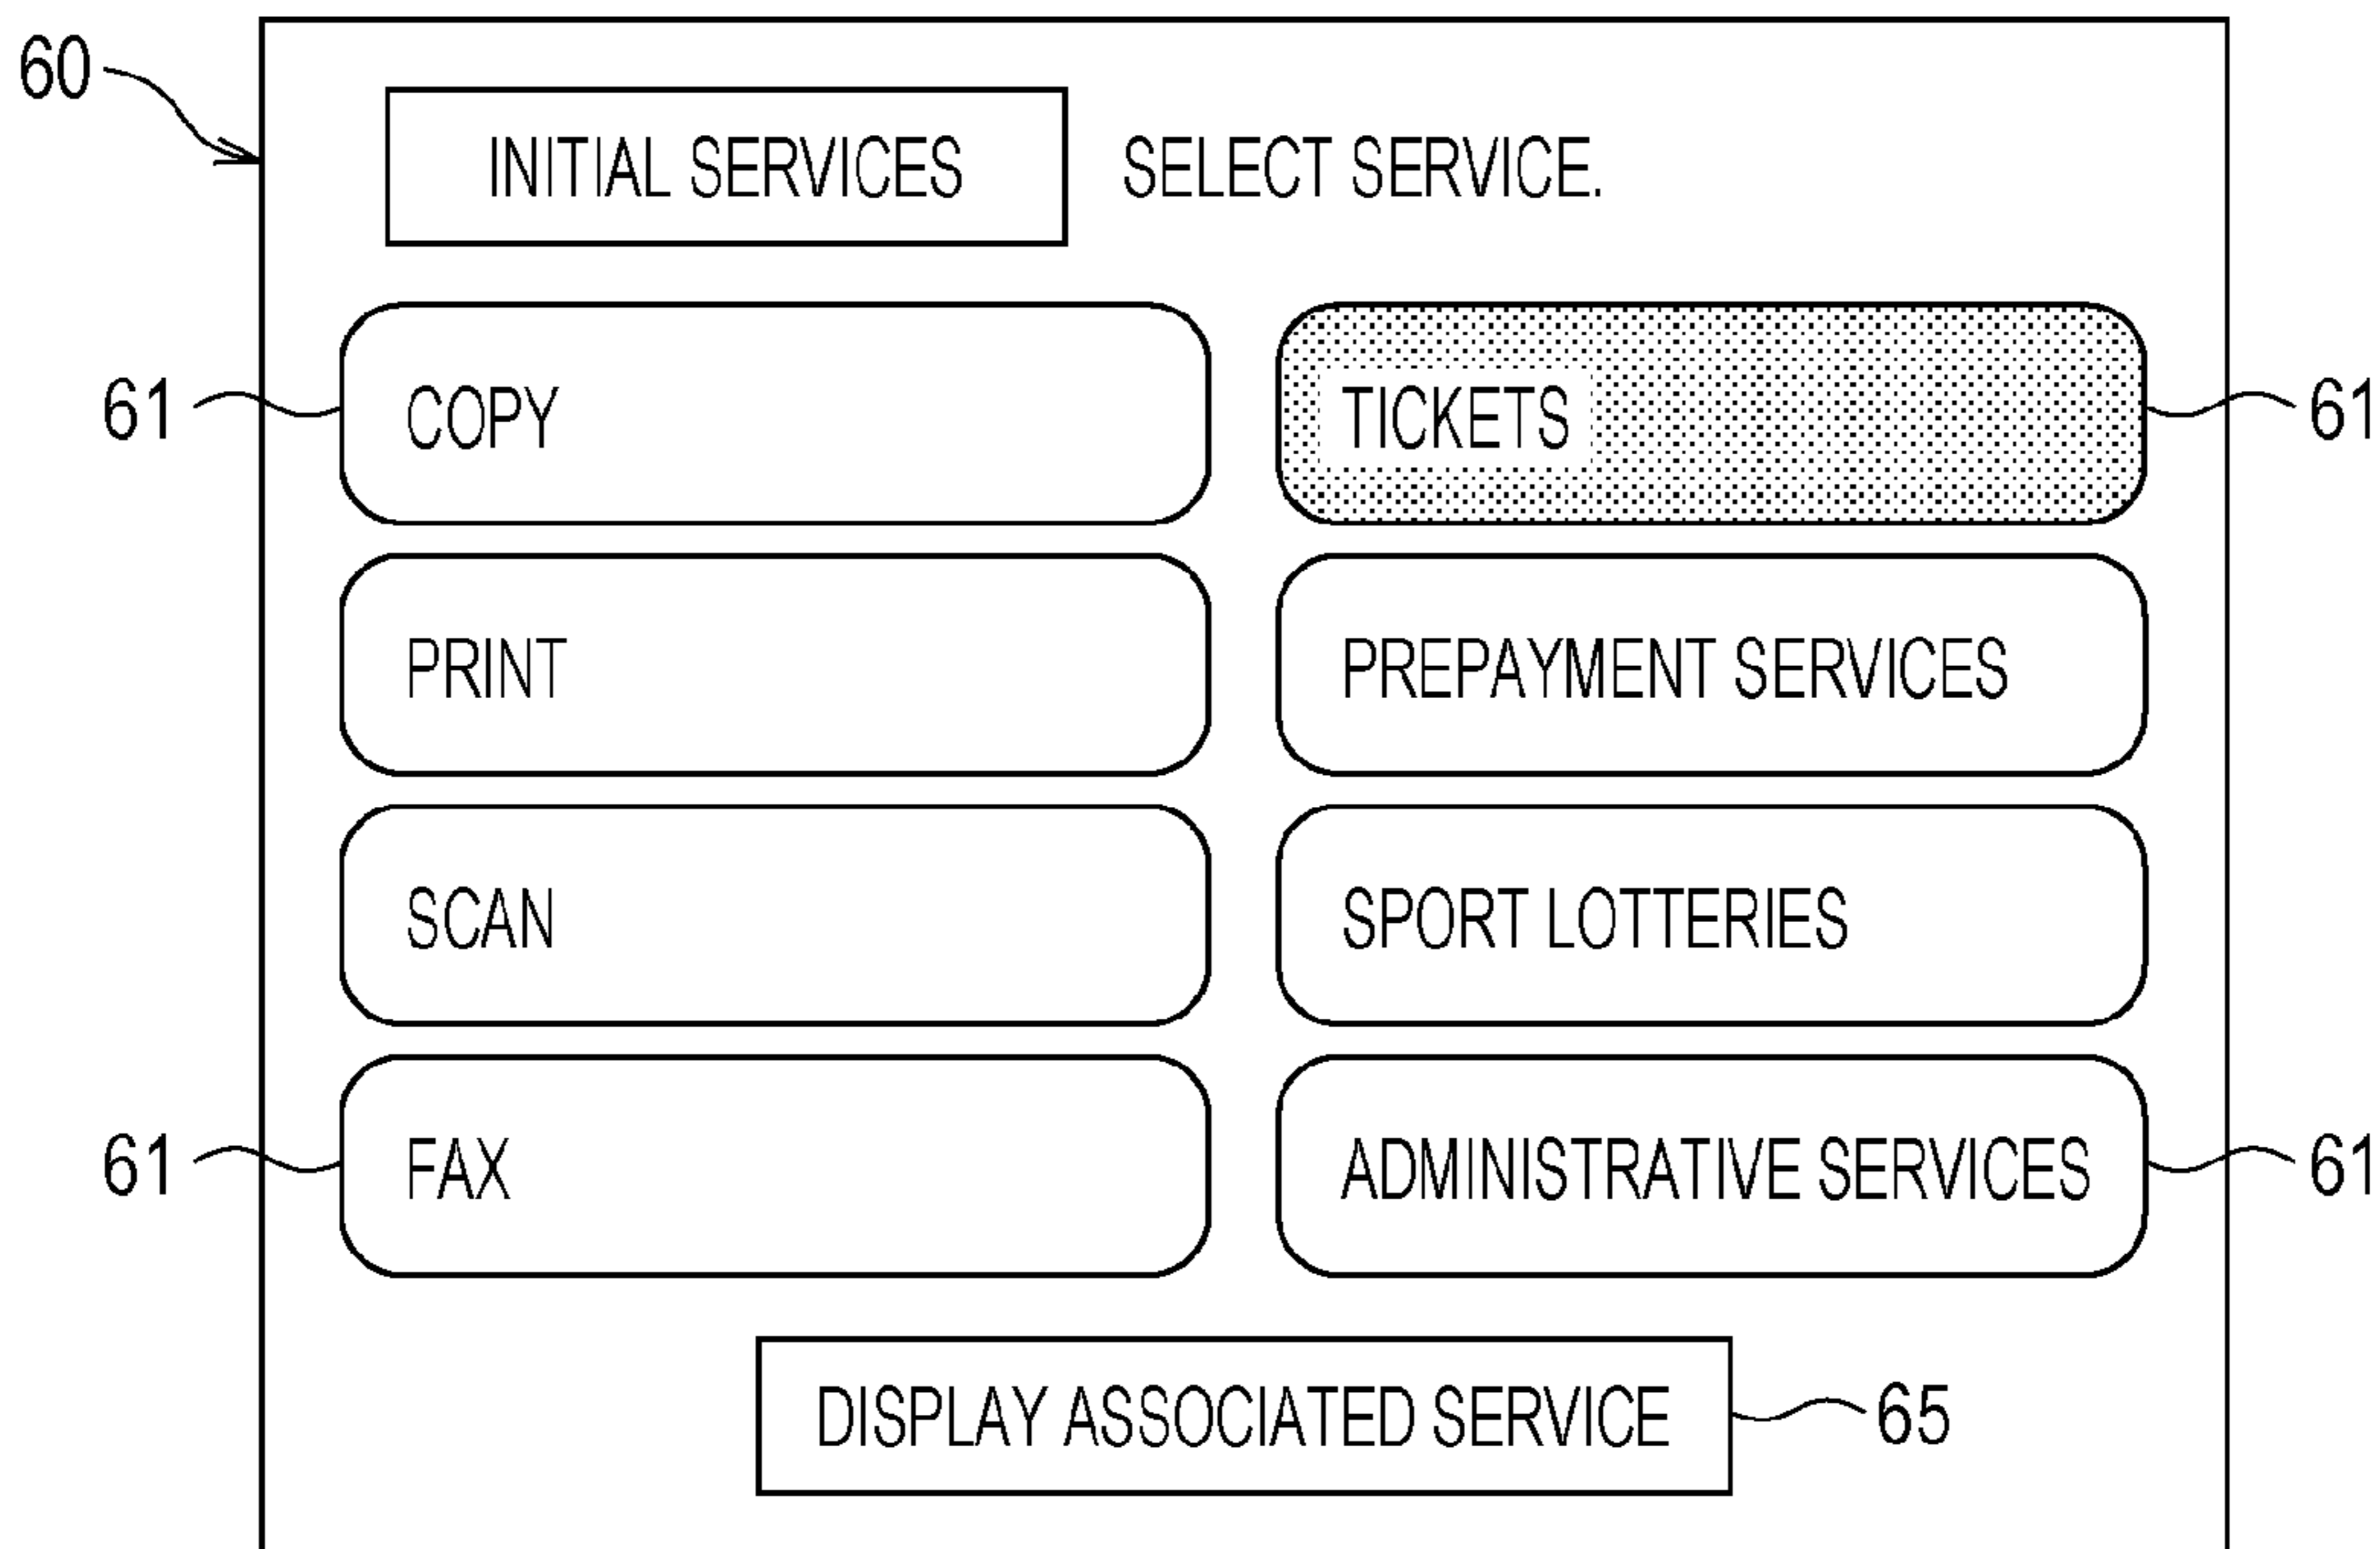 60
INITIAL SERVICES SELECT SERVICE.
61 COPY TICKETS 61
PRINT PREPAYMENT SERVICES
SCAN SPORT LOTTERIES
61 FAX ADMINISTRATIVE SERVICES 61
DISPLAY ASSOCIATED SERVICE 65